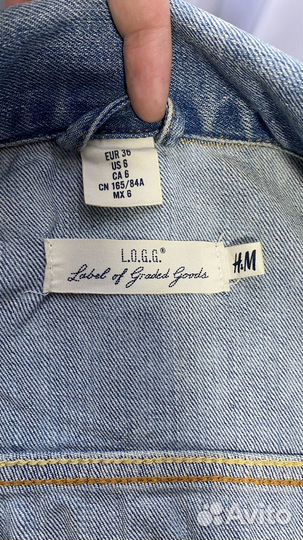 EUR 36
US 6
CA 6
CN 165/84A
MX 6
L.O.G.G.®
Label of Graded Goods
H.M
Avito